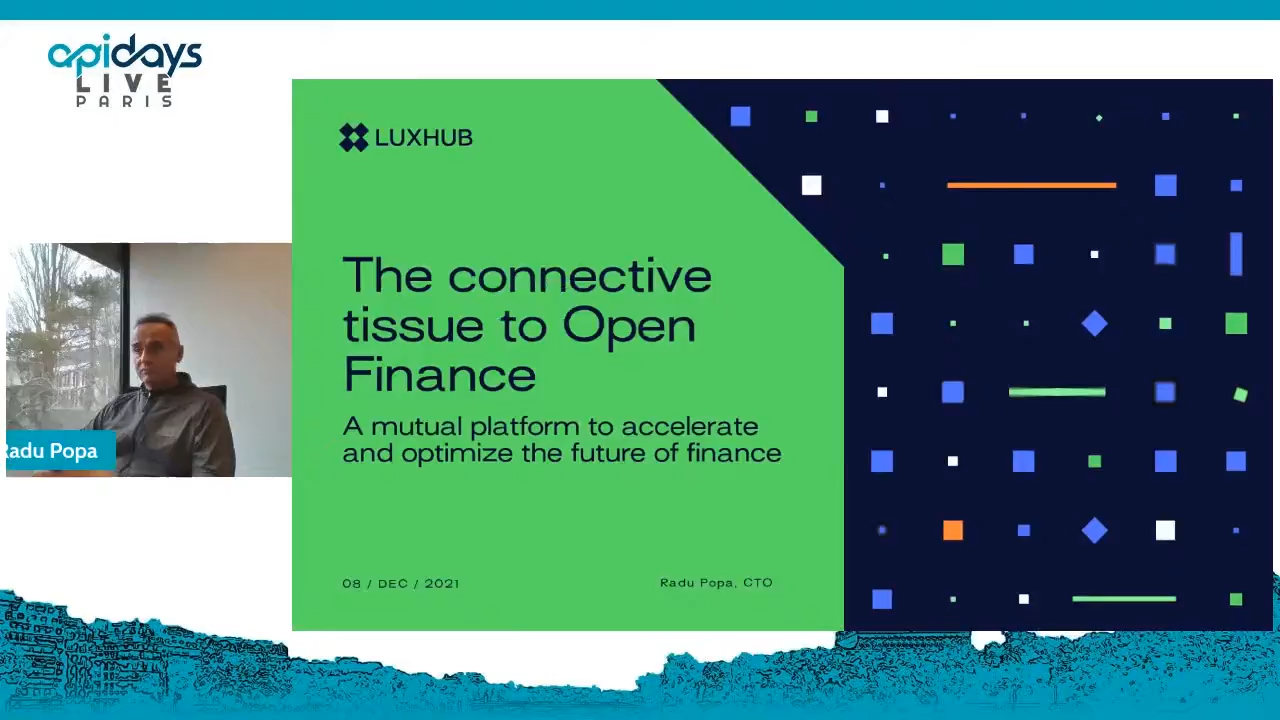 apidays
LIVE
PARIS
LUXHUB
The connective
tissue to Open
Finance
A mutual platform to accelerate
and optimize the future of finance
08 / DEC / 2021
Radu Popa, CTO
Radu Popa